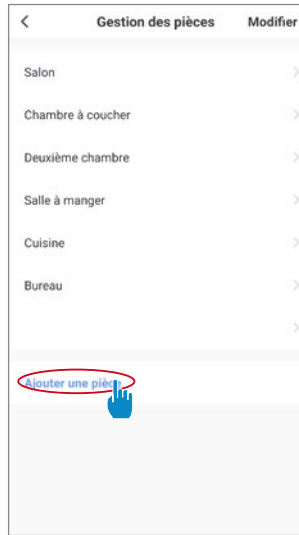 Gestion des pièces Modifier
Salon
Chambre à coucher
Deuxième chambre
Salle à manger
Cuisine
Bureau
Ajouter une pièce